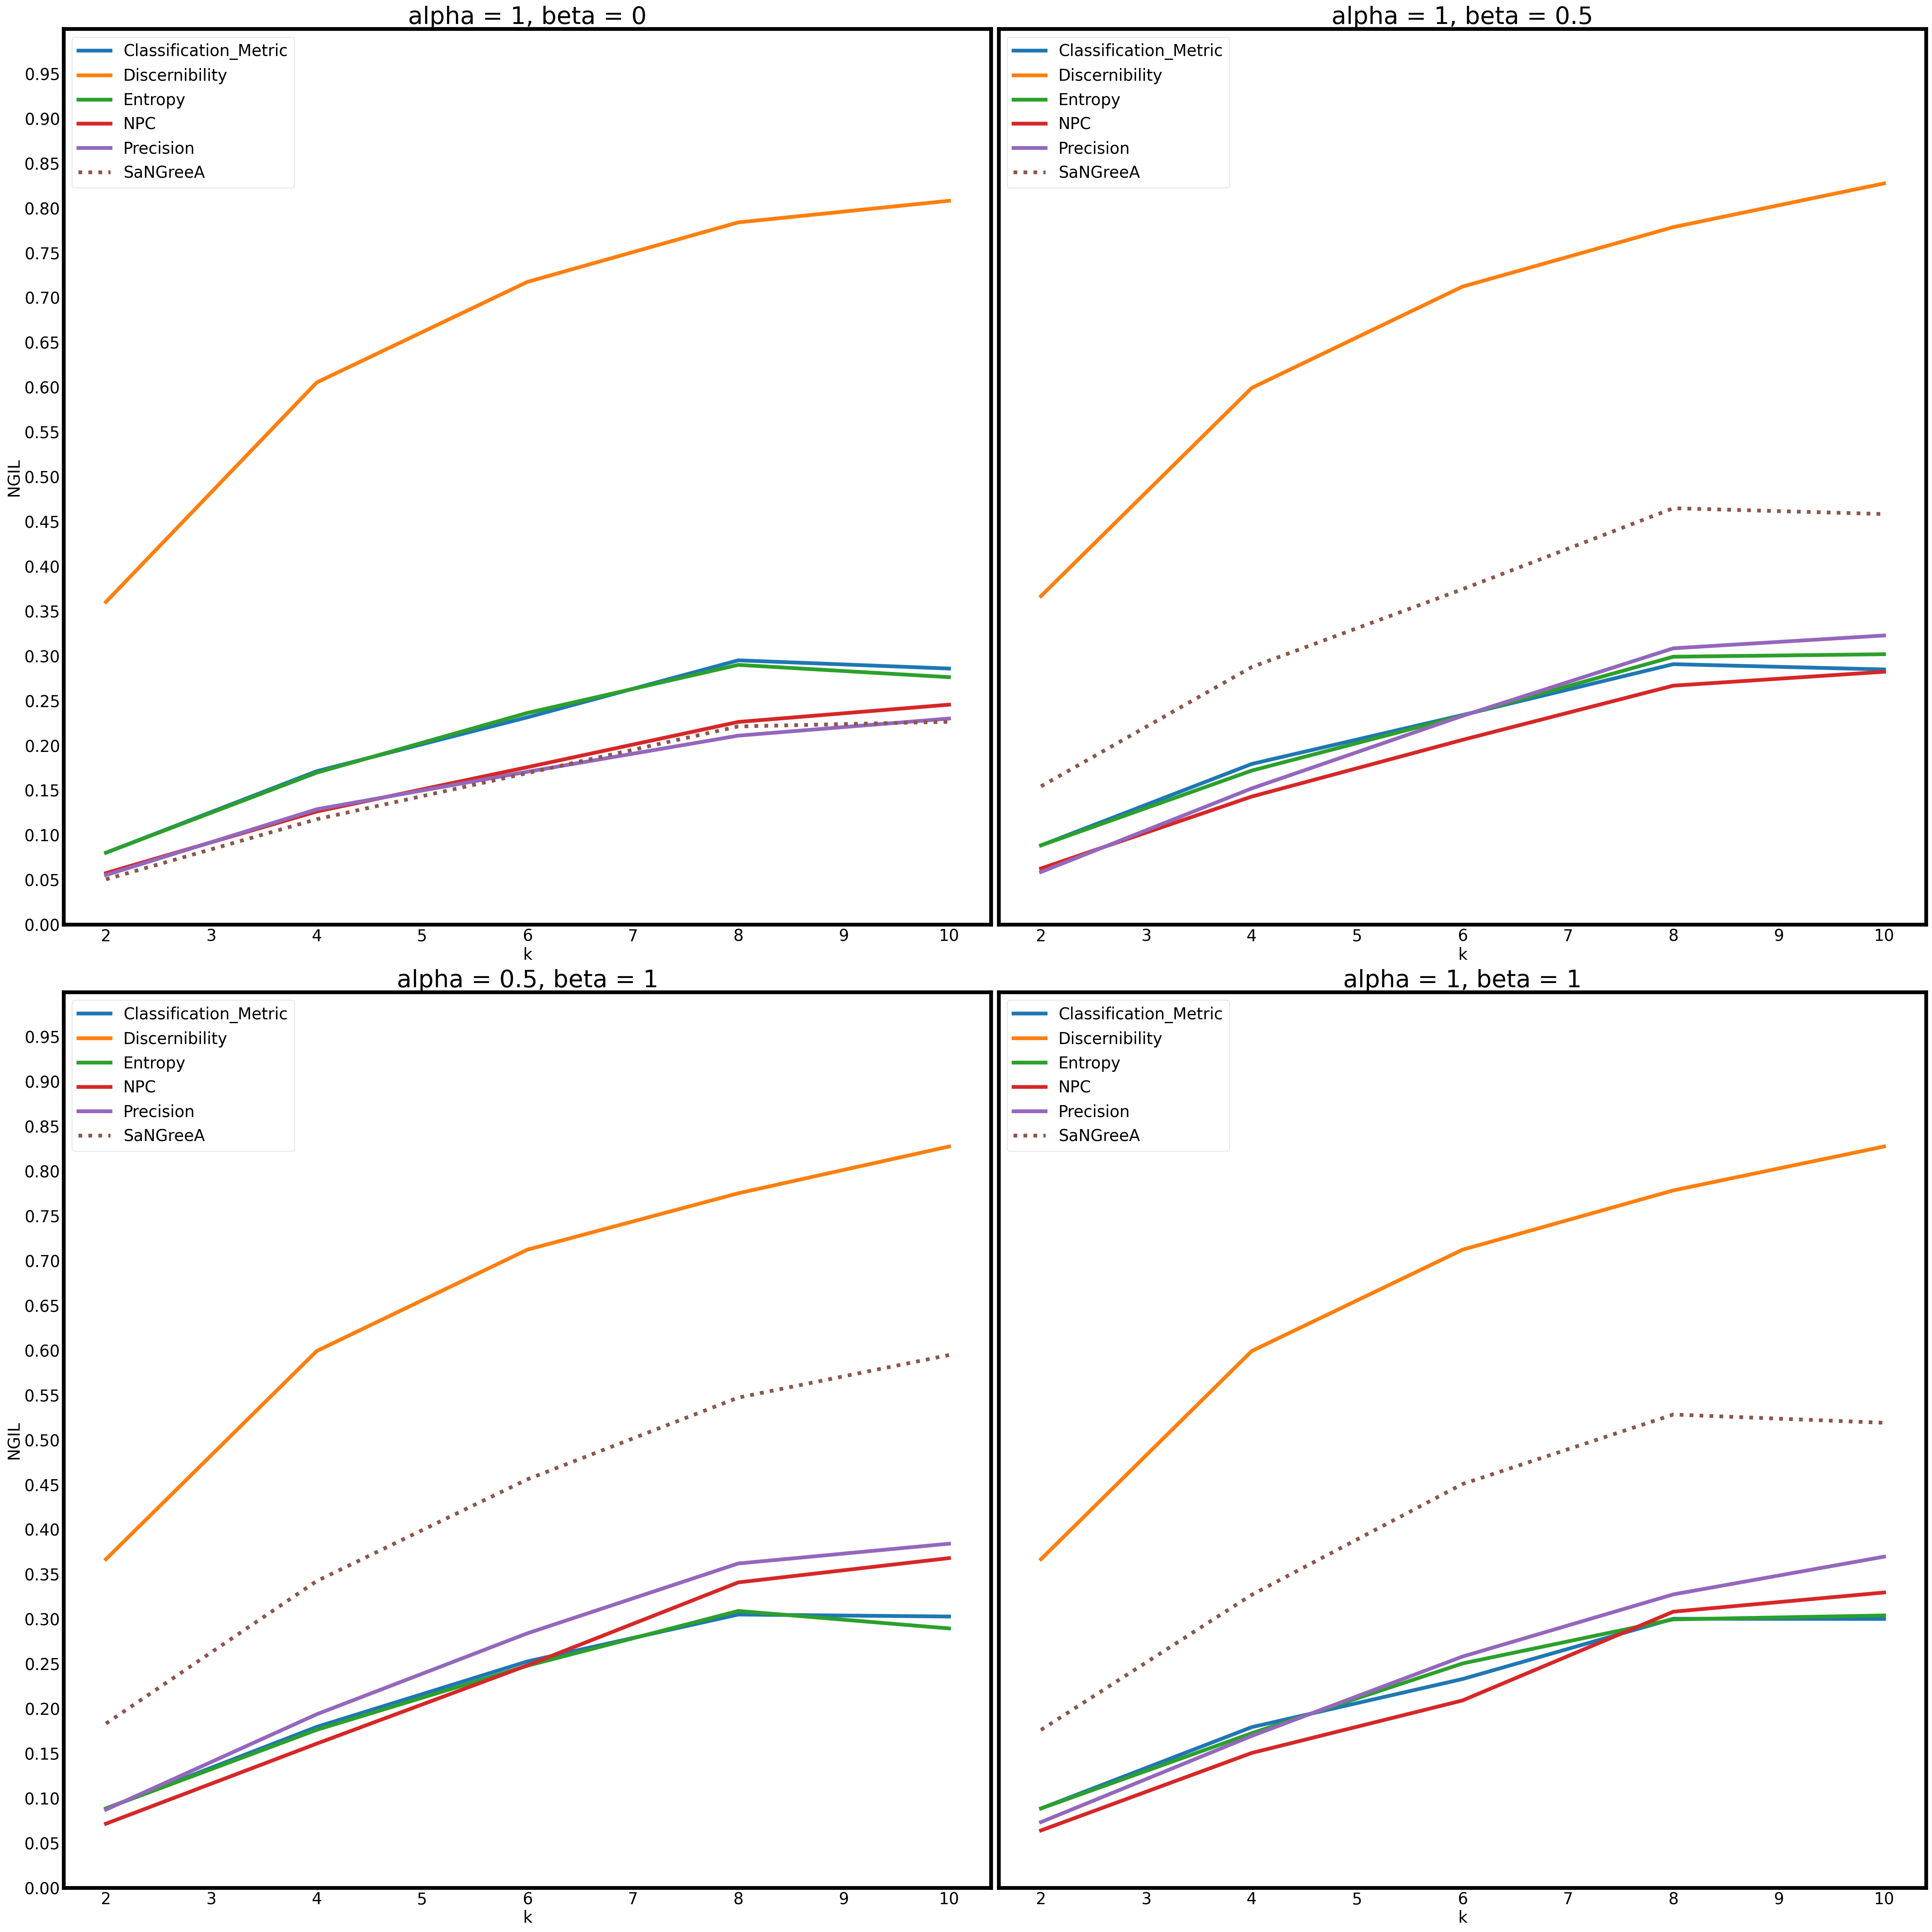 alpha = 1, beta = 0
Classification_Metric
Discernibility
Entropy
NPC
Precision
SaNGreeA
0.95
0.90
0.85
0.80
0.75
0.70
0.65
0.60
0.55
0.50
0.45
0.40
0.35
0.30
0.25
0.20
0.15
0.10
0.05
0.00
NGIL
2 3 4 5 6 7 8 9 10
k
alpha = 1, beta = 0.5
Classification_Metric
Discernibility
Entropy
NPC
Precision
SaNGreeA
2 3 4 5 6 7 8 9 10
k
alpha = 0.5, beta = 1
Classification_Metric
Discernibility
Entropy
NPC
Precision
SaNGreeA
0.95
0.90
0.85
0.80
0.75
0.70
0.65
0.60
0.55
0.50
0.45
0.40
0.35
0.30
0.25
0.20
0.15
0.10
0.05
0.00
NGIL
2 3 4 5 6 7 8 9 10
k
alpha = 1, beta = 1
Classification_Metric
Discernibility
Entropy
NPC
Precision
SaNGreeA
2 3 4 5 6 7 8 9 10
k